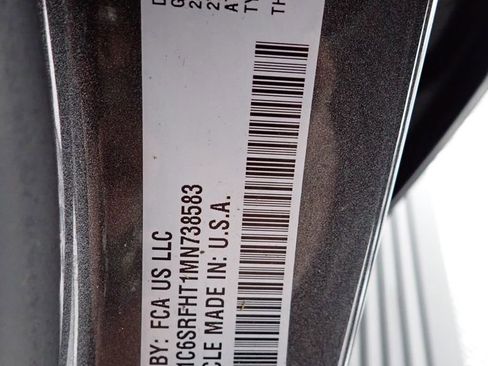 BY: FCA US LLC
1C6SRFHT1MN738583
CLE MADE IN: U.S.A.